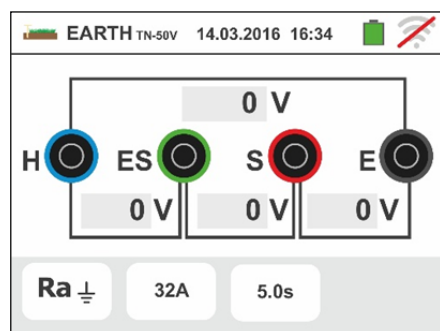 EARTH TN-50V 14.03.2016 16:34
0 V
H ES S E
0 V 0 V 0 V
Ra 32A 5.0s